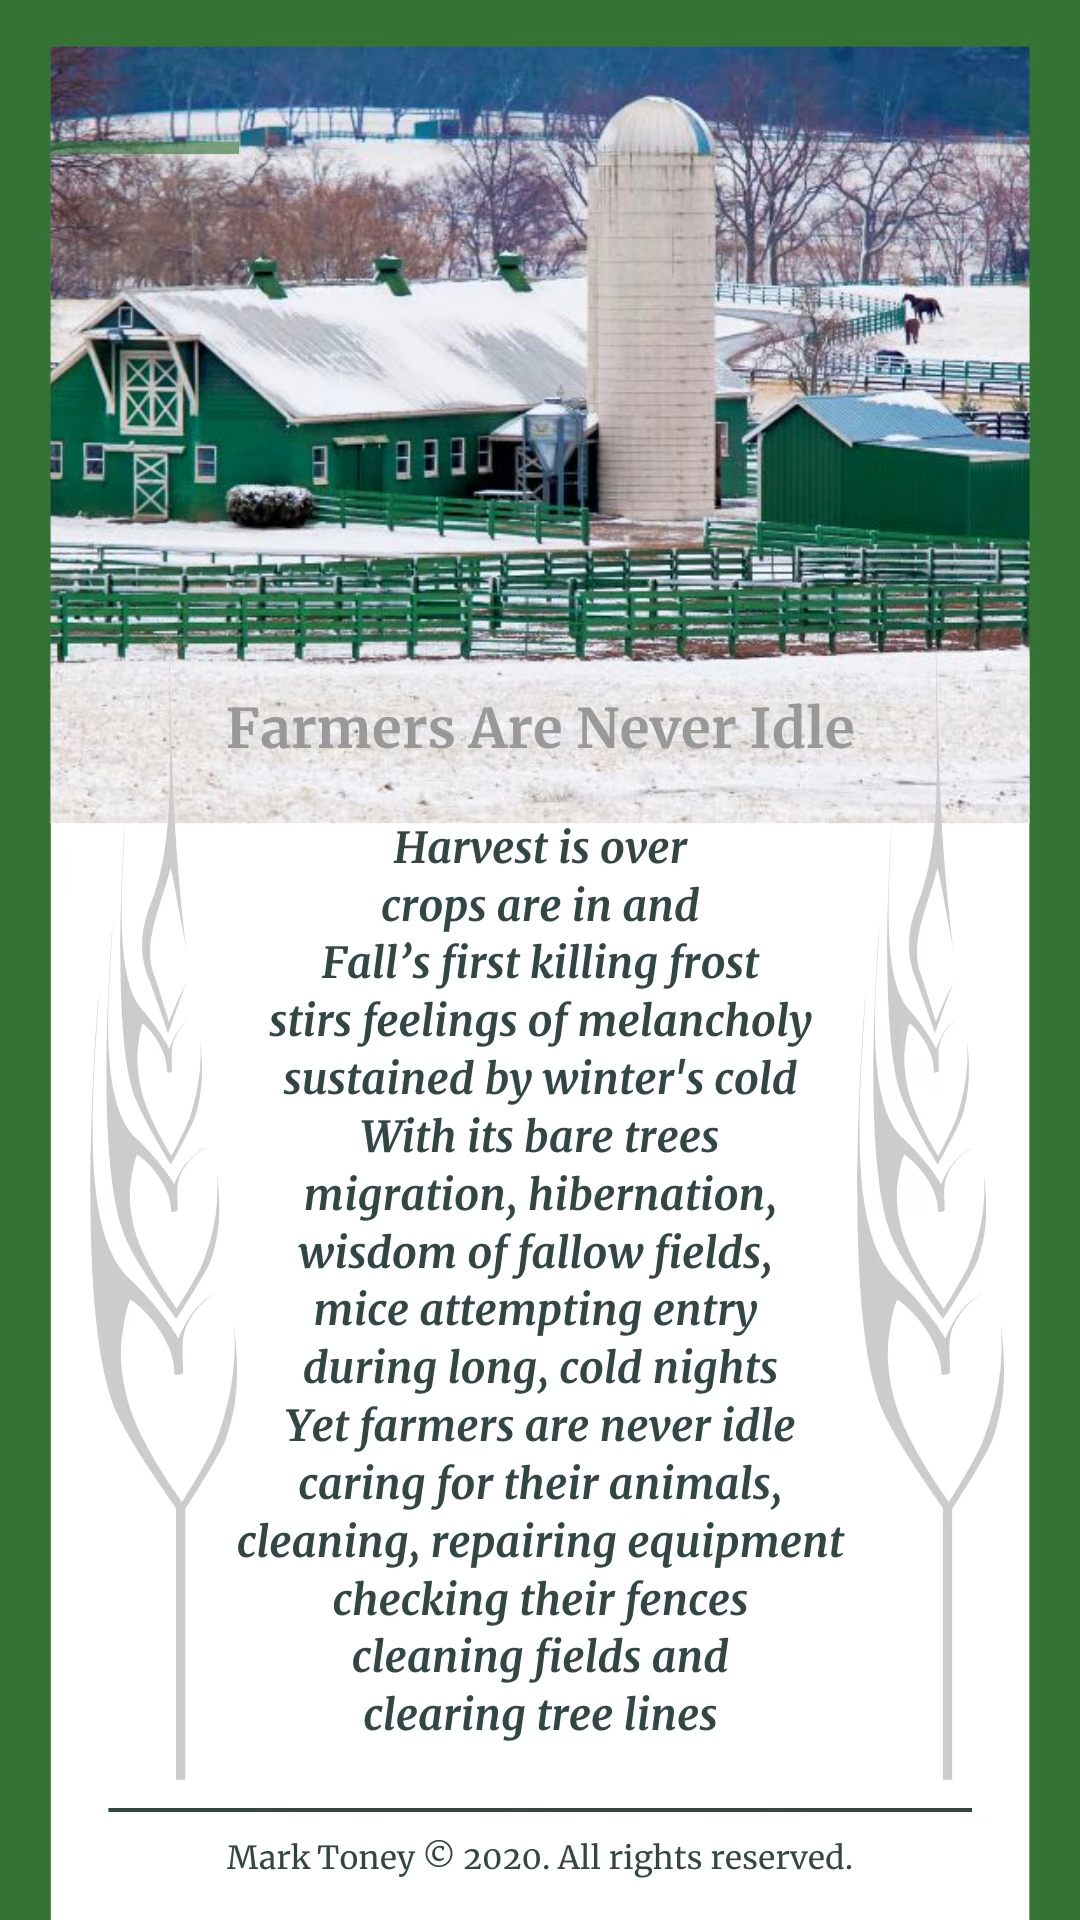 Farmers Are Never Idle
Harvest is over
crops are in and
Fall’s first killing frost
stirs feelings of melancholy
sustained by winter's cold
With its bare trees
migration, hibernation,
wisdom of fallow fields,
mice attempting entry
during long, cold nights
Yet farmers are never idle
caring for their animals,
cleaning, repairing equipment
checking their fences
cleaning fields and
clearing tree lines
Mark Toney © 2020. All rights reserved.